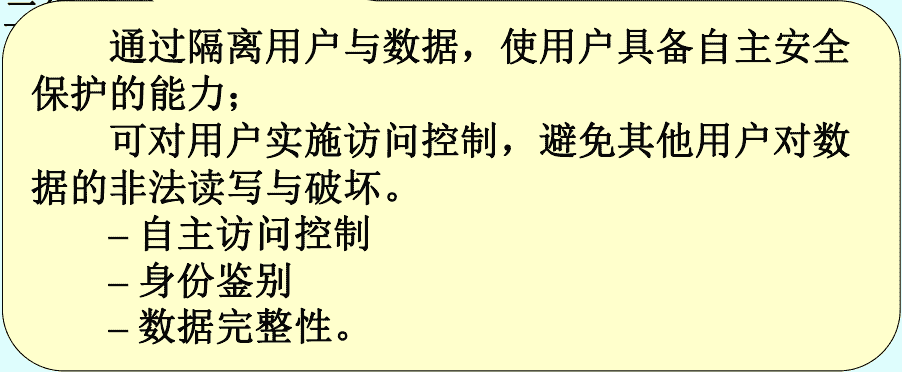 通过隔离用户与数据，使用户具备自主安全
保护的能力；
可对用户实施访问控制，避免其他用户对数
据的非法读写与破坏。
– 自主访问控制
– 身份鉴别
– 数据完整性。